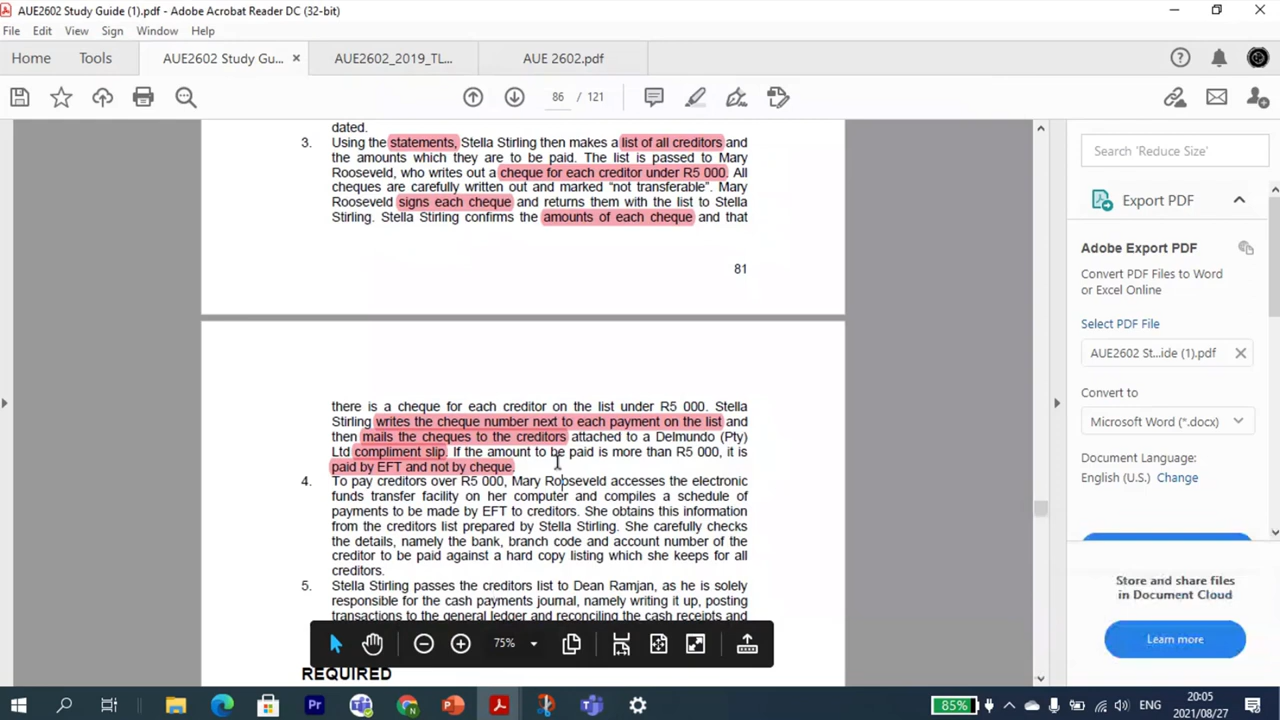 AUE2602 Study Guide (1).pdf - Adobe Acrobat Reader DC (32-bit)
File Edit View Sign Window Help
Home Tools AUE2602 Study Gu... AUE2602_2019_TL... AUE 2602.pdf
86 / 121
dated.
3. Using the statements, Stella Stirling then makes a list of all creditors and
the amounts which they are to be paid. The list is passed to Mary
Rooseveld, who writes out a cheque for each creditor under R5 000. All
cheques are carefully written out and marked “not transferable”. Mary
Rooseveld signs each cheque and returns them with the list to Stella
Stirling. Stella Stirling confirms the amounts of each cheque and that
81
there is a cheque for each creditor on the list under R5 000. Stella
Stirling writes the cheque number next to each payment on the list and
then mails the cheques to the creditors attached to a Delmundo (Pty)
Ltd compliment slip. If the amount to be paid is more than R5 000, it is
paid by EFT and not by cheque.
4. To pay creditors over R5 000, Mary Rooseveld accesses the electronic
funds transfer facility on her computer and compiles a schedule of
payments to be made by EFT to creditors. She obtains this information
from the creditors list prepared by Stella Stirling. She carefully checks
the details, namely the bank, branch code and account number of the
creditor to be paid against a hard copy listing which she keeps for all
creditors.
5. Stella Stirling passes the creditors list to Dean Ramjan, as he is solely
responsible for the cash payments journal, namely writing it up, posting
transactions to the general ledger and reconciling the cash receipts and
REQUIRED
75%
Search 'Reduce Size'
Export PDF
Adobe Export PDF
Convert PDF Files to Word
or Excel Online
Select PDF File
AUE2602 St...ide (1).pdf
Convert to
Microsoft Word (*.docx)
Document Language:
English (U.S.) Change
Store and share files
in Document Cloud
Learn more
85%
ENG
20:05
2021/08/27